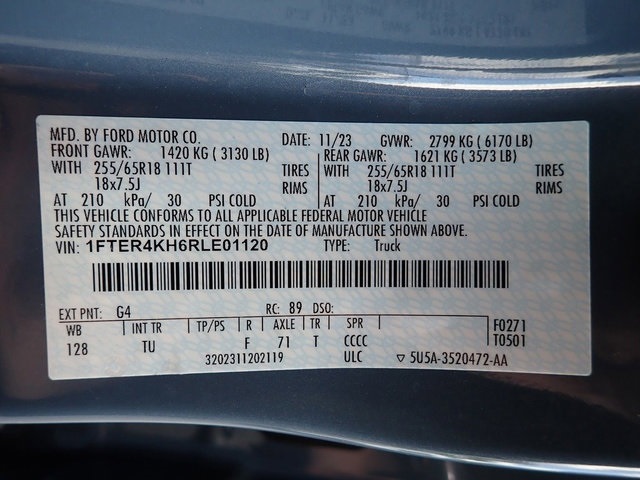 MFD. BY FORD MOTOR CO. DATE: 11/23 GVWR: 2799 KG ( 6170 LB)
FRONT GAWR: 1420 KG ( 3130 LB) REAR GAWR: 1621 KG ( 3573 LB)
WITH 255/65R18 111T TIRES WITH 255/65R18 111T TIRES
18x7.5J RIMS 18x7.5J RIMS
AT 210 kPa/ 30 PSI COLD AT 210 kPa/ 30 PSI COLD
THIS VEHICLE CONFORMS TO ALL APPLICABLE FEDERAL MOTOR VEHICLE
SAFETY STANDARDS IN EFFECT ON THE DATE OF MANUFACTURE SHOWN ABOVE.
VIN: 1FTER4KH6RLE01120 TYPE: Truck
EXT PNT: G4 RC: 89 DSO:
WB INT TR TP/PS R AXLE TR SPR F0271
128 TU F 71 T CCCC T0501
3202311202119 ULC ▽ 5U5A-3520472-AA